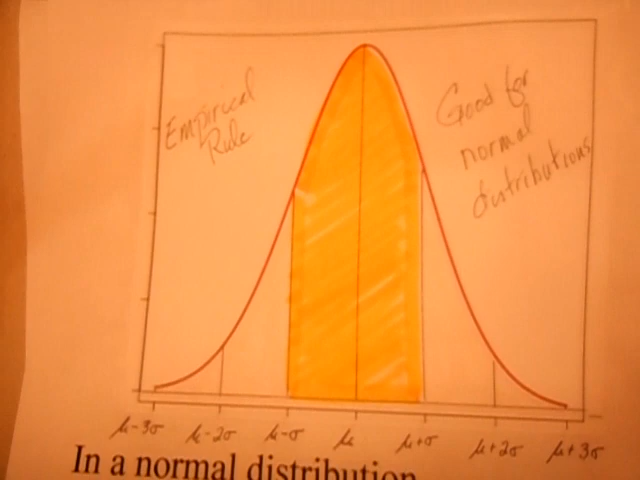 Empirical
Rule
Good for
normal
distributions
μ-3σ μ-2σ μ-σ μ μ+σ μ+2σ μ+3σ
In a normal distribution